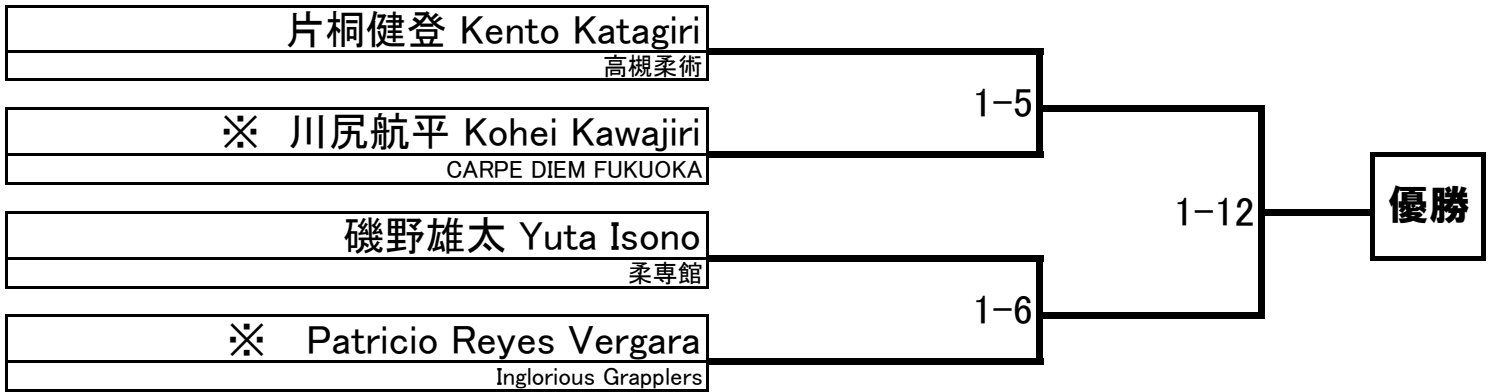 片桐健登 Kento Katagiri
高槻柔術
1-5
※ 川尻航平 Kohei Kawajiri
CARPE DIEM FUKUOKA
1-12
優勝
磯野雄太 Yuta Isono
柔専館
1-6
※ Patricio Reyes Vergara
Inglorious Grapplers